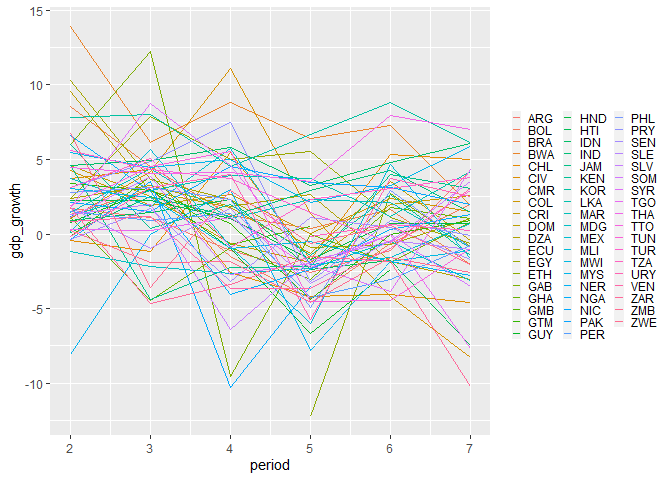 15
10
5
0
-5
-10
gdp_growth
2 3 4 5 6 7
period
ARG HND PHL
BOL HTI PRY
BRA IDN SEN
BWA IND SLE
CHL JAM SLV
CIV KEN SOM
CMR KOR SYR
COL LKA TGO
CRI MAR THA
DOM MDG TTO
DZA MEX TUN
ECU MLI TUR
EGY MWI TZA
ETH MYS URY
GAB NER VEN
GHA NGA ZAR
GMB NIC ZMB
GTM PAK ZWE
GUY PER